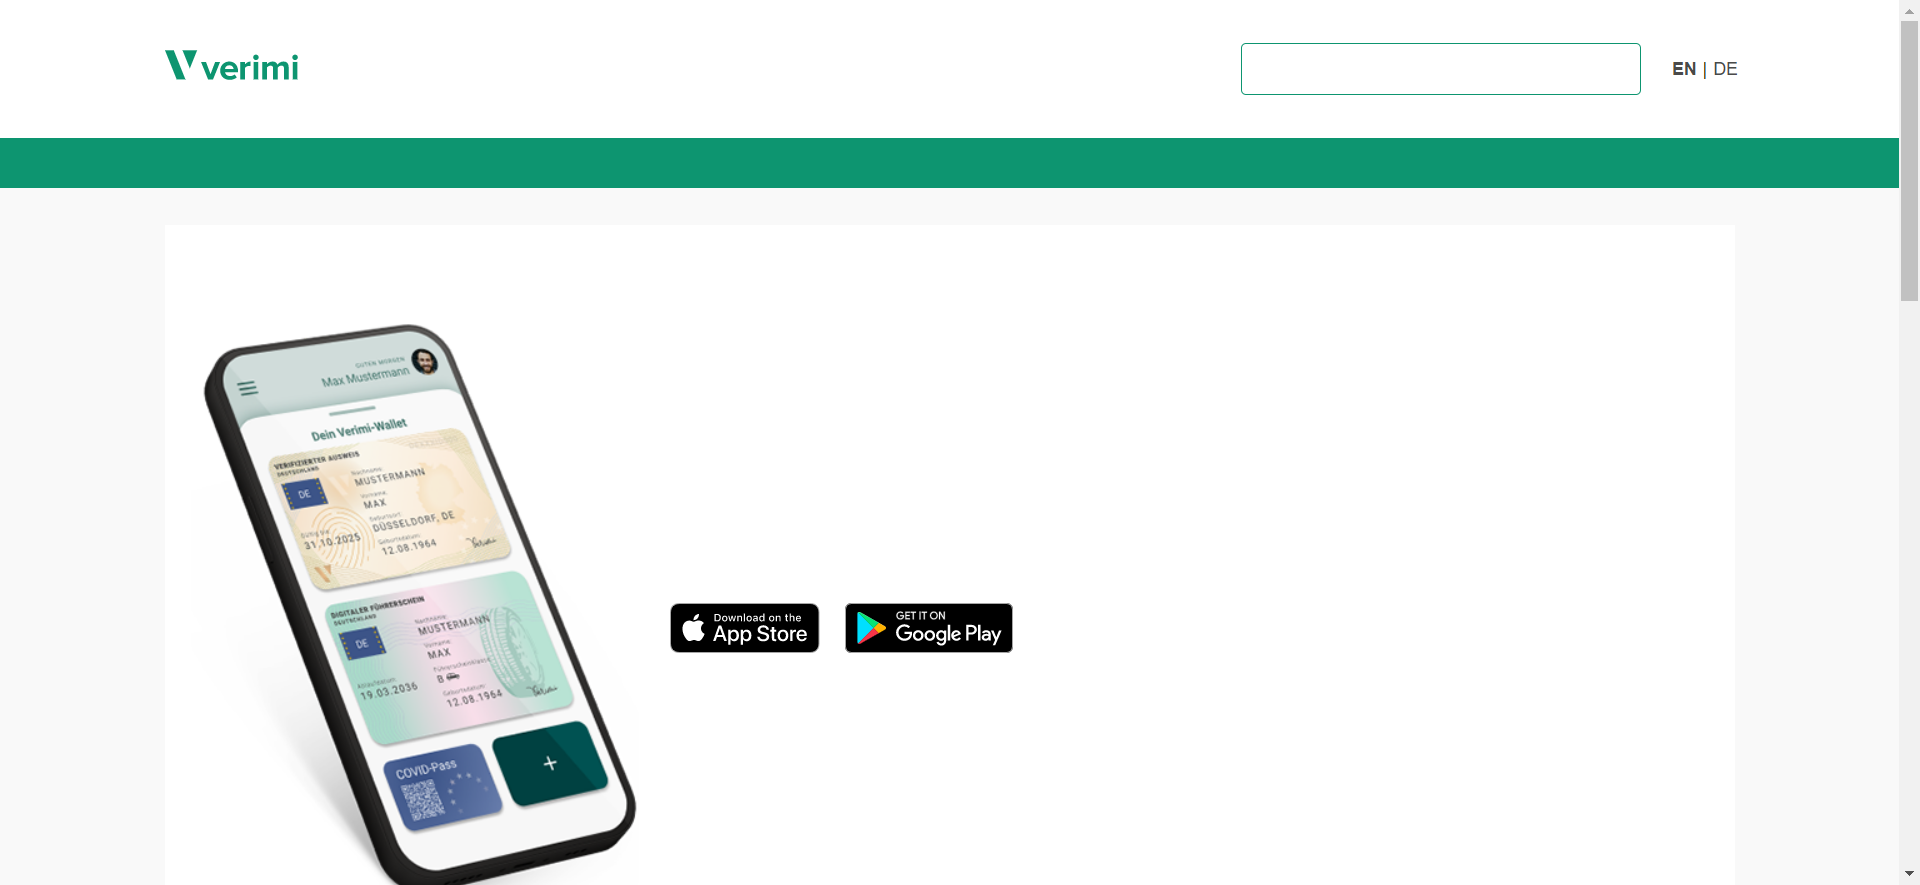 verimi
EN | DE
GUTEN MORGEN
Max Mustermann
Dein Verimi-Wallet
VERIFIZIERTER AUSWEIS
DEUTSCHLAND
DE
Nachname:
MUSTERMANN
Vorname:
MAX
Geburtsort:
DÜSSELDORF, DE
Gültig bis:
31.10.2025
Geburtsdatum:
12.08.1964
Verimi
DIGITALER FÜHRERSCHEIN
DEUTSCHLAND
DE
Nachname:
MUSTERMANN
Vorname:
MAX
Führerscheinklasse:
B
Ablaufdatum:
19.03.2036
Geburtsdatum:
12.08.1964
Verimi
COVID-Pass
+
Download on the
App Store
GET IT ON
Google Play